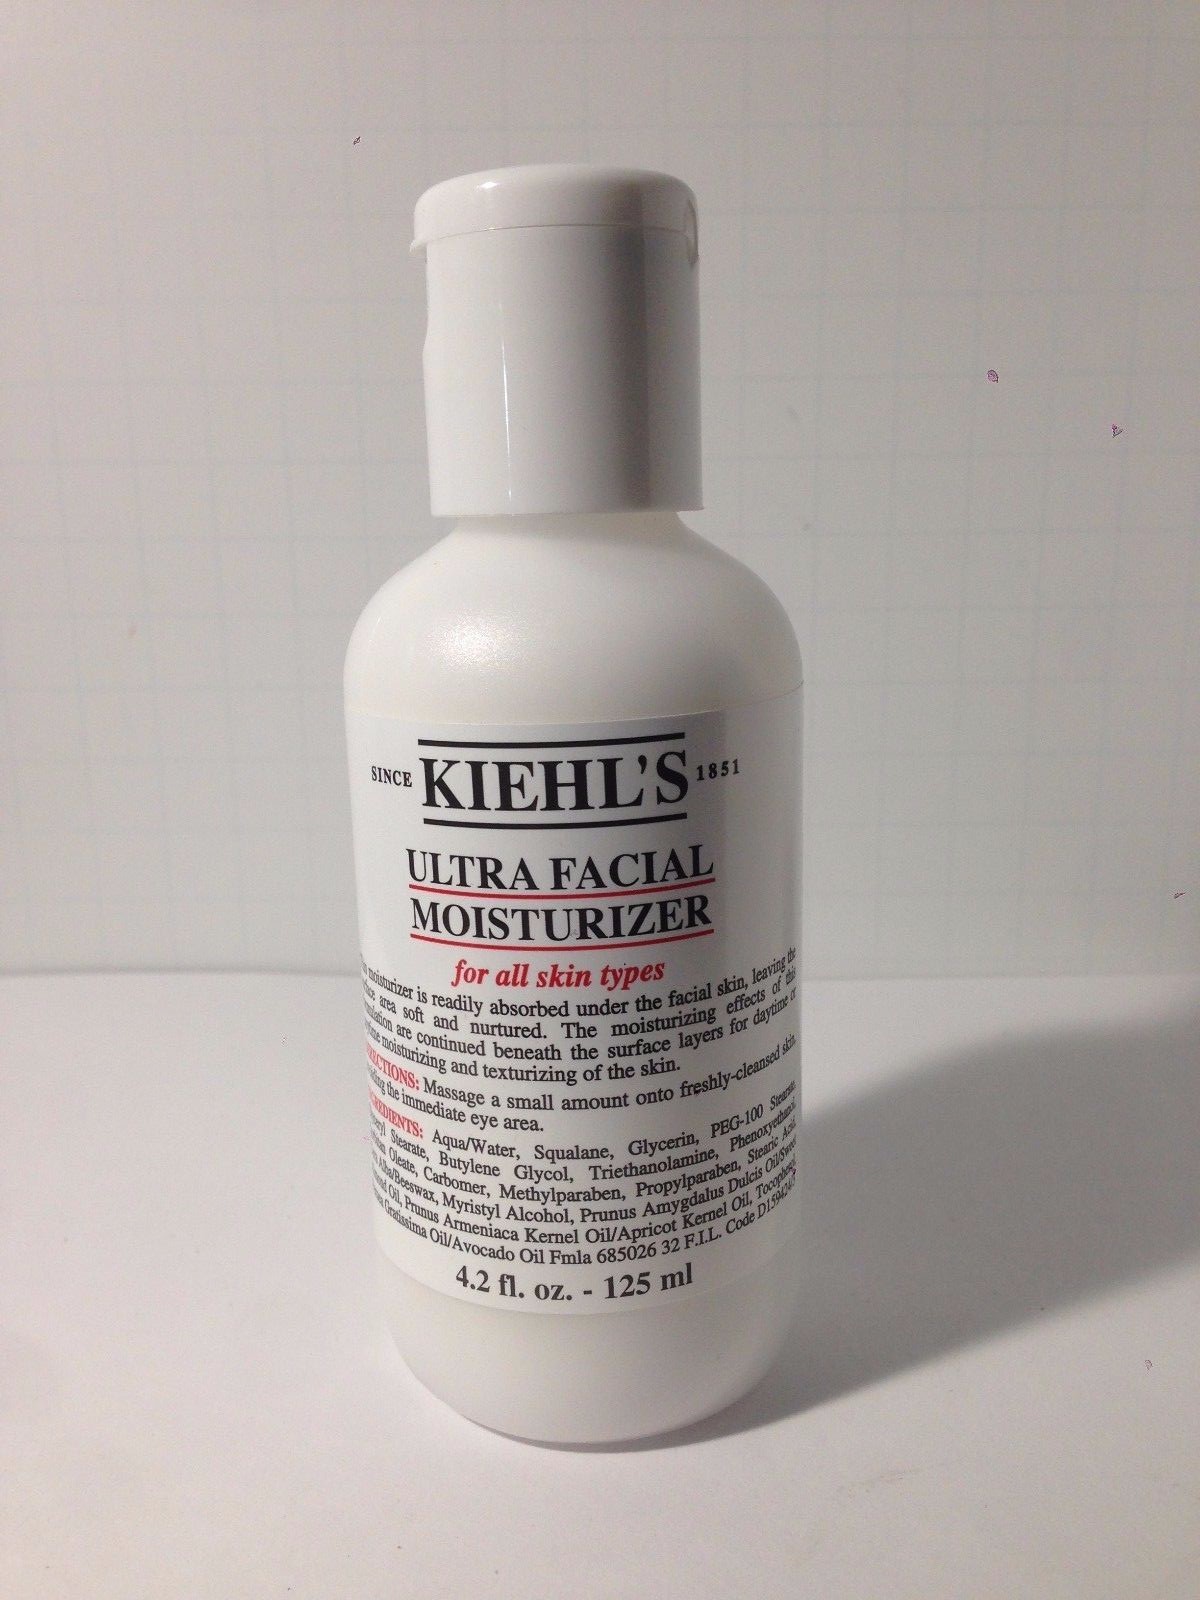 SINCE KIEHL'S 1851
ULTRA FACIAL
MOISTURIZER
for all skin types
moisturizer is readily absorbed under the facial skin, leaving the
area soft and nurtured. The moisturizing effects of this
are continued beneath the surface layers for daytime or
moisturizing and texturizing of the skin.
Massage a small amount onto freshly-cleansed skin,
the immediate eye area.
Aqua/Water, Squalane, Glycerin, PEG-100 Stearate,
Stearate, Butylene Glycol, Triethanolamine, Phenoxyethanol,
Oleate, Carbomer, Methylparaben, Propylparaben, Stearic Acid,
Alba/Beeswax, Myristyl Alcohol, Prunus Amygdalus Dulcis Oil/Sweet
Oil, Prunus Armeniaca Kernel Oil/Apricot Kernel Oil, Tocopherol,
Gratissima Oil/Avocado Oil Fmla 685026 32 F.I.L. Code
4.2 fl. oz. - 125 ml